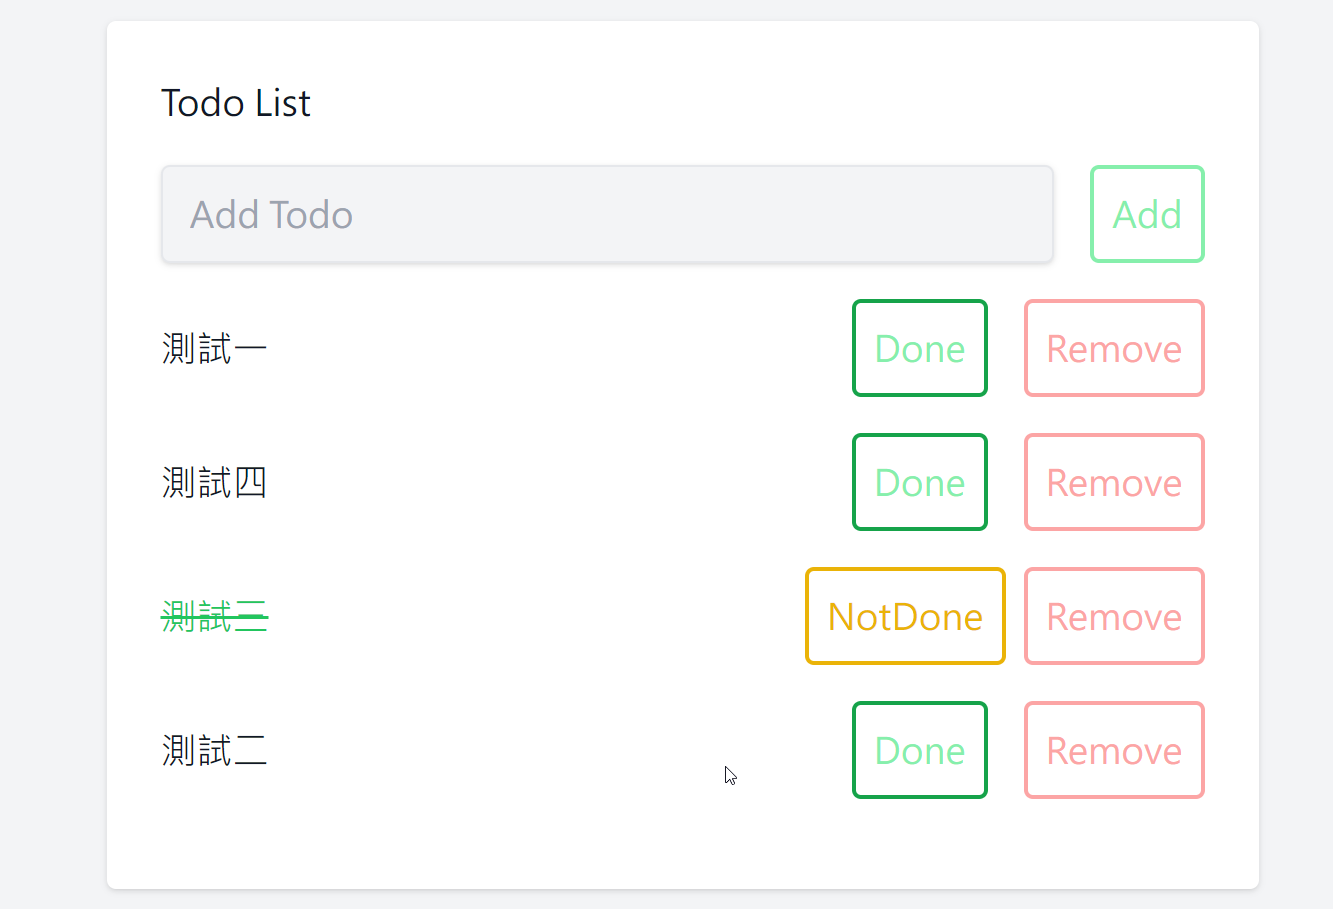 Todo List
Add Todo Add
測試一 Done Remove
測試四 Done Remove
測試三 NotDone Remove
測試二 Done Remove